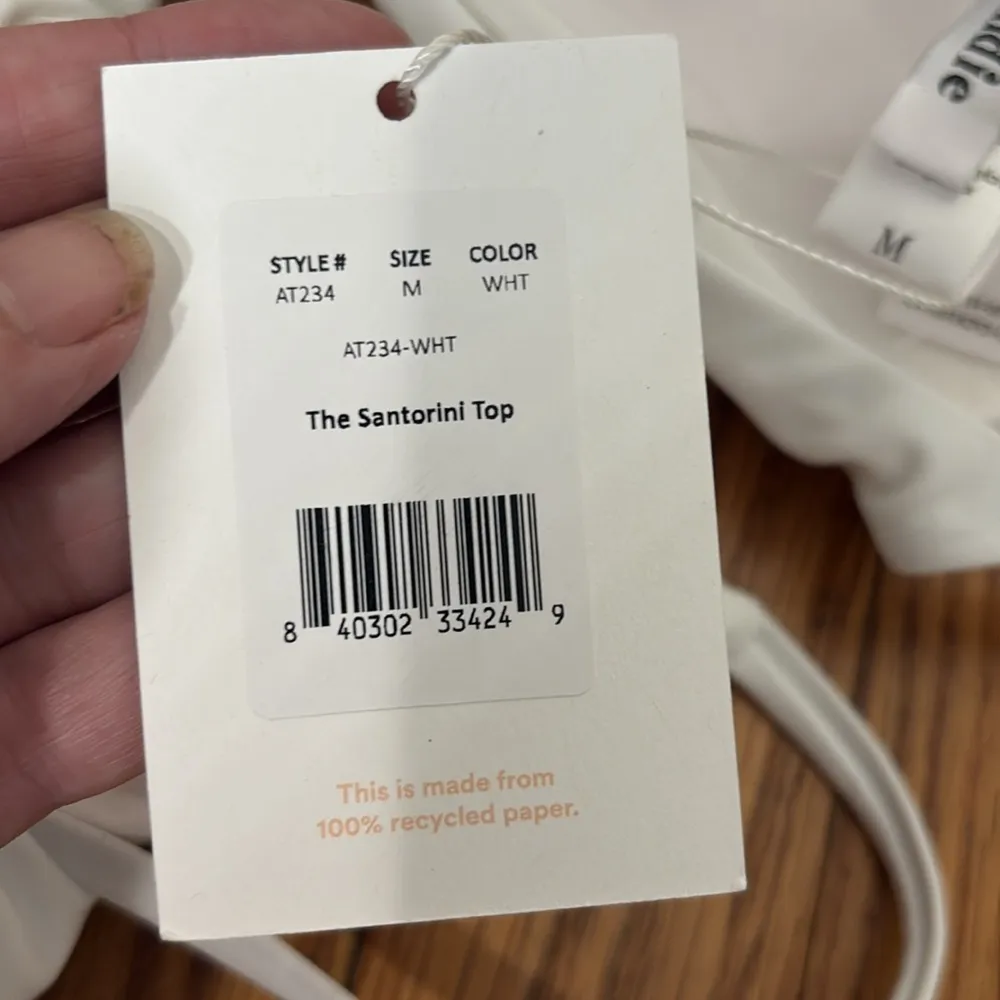 STYLE # SIZE COLOR
AT234 M WHT
AT234-WHT
The Santorini Top
8 40302 33424 9
This is made from
100% recycled paper.
M